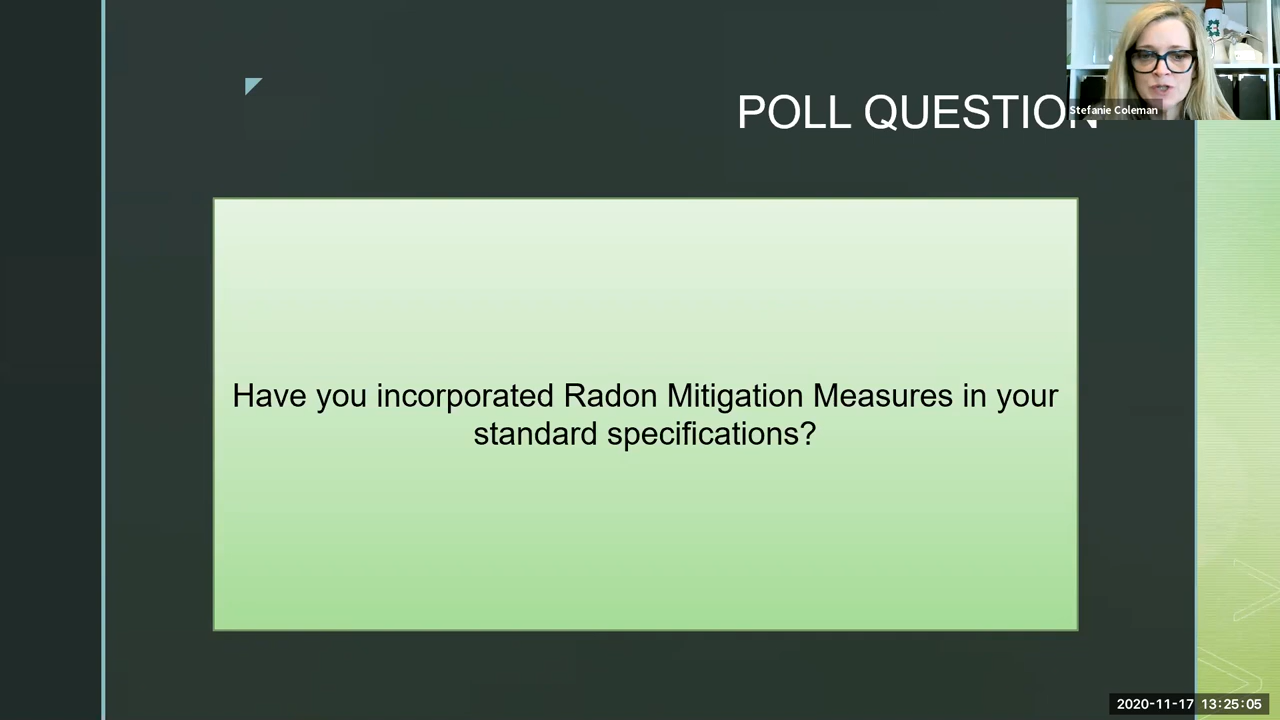 POLL QUESTION
Stefanie Coleman
Have you incorporated Radon Mitigation Measures in your
standard specifications?
2020-11-17 13:25:05